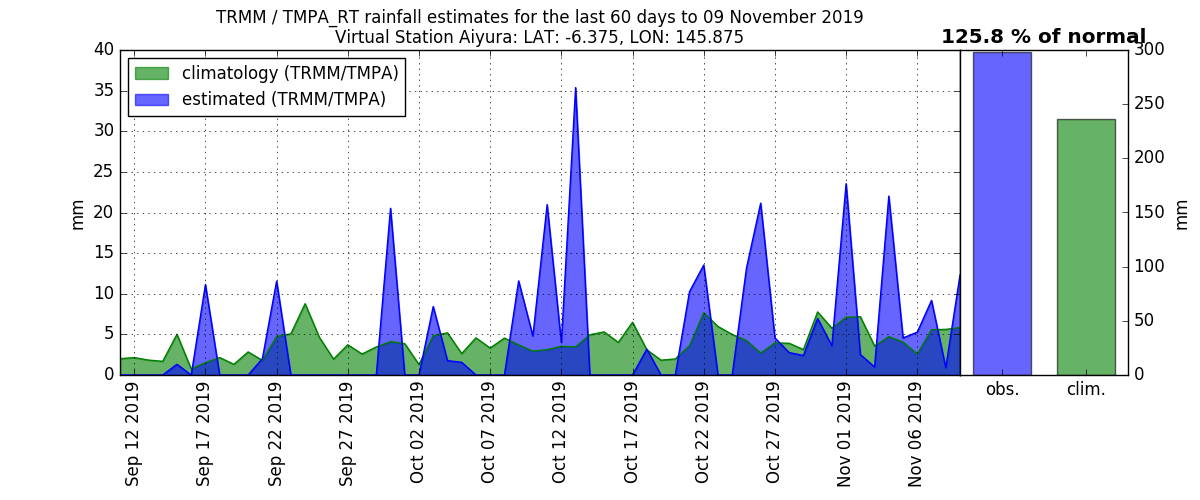 TRMM / TMPA_RT rainfall estimates for the last 60 days to 09 November 2019
Virtual Station Aiyura: LAT: -6.375, LON: 145.875
125.8 % of normal
climatology (TRMM/TMPA)
estimated (TRMM/TMPA)
40
35
30
25
20
15
10
5
0
mm
Sep 12 2019
Sep 17 2019
Sep 22 2019
Sep 27 2019
Oct 02 2019
Oct 07 2019
Oct 12 2019
Oct 17 2019
Oct 22 2019
Oct 27 2019
Nov 01 2019
Nov 06 2019
obs.
clim.
300
250
200
150
100
50
0
mm